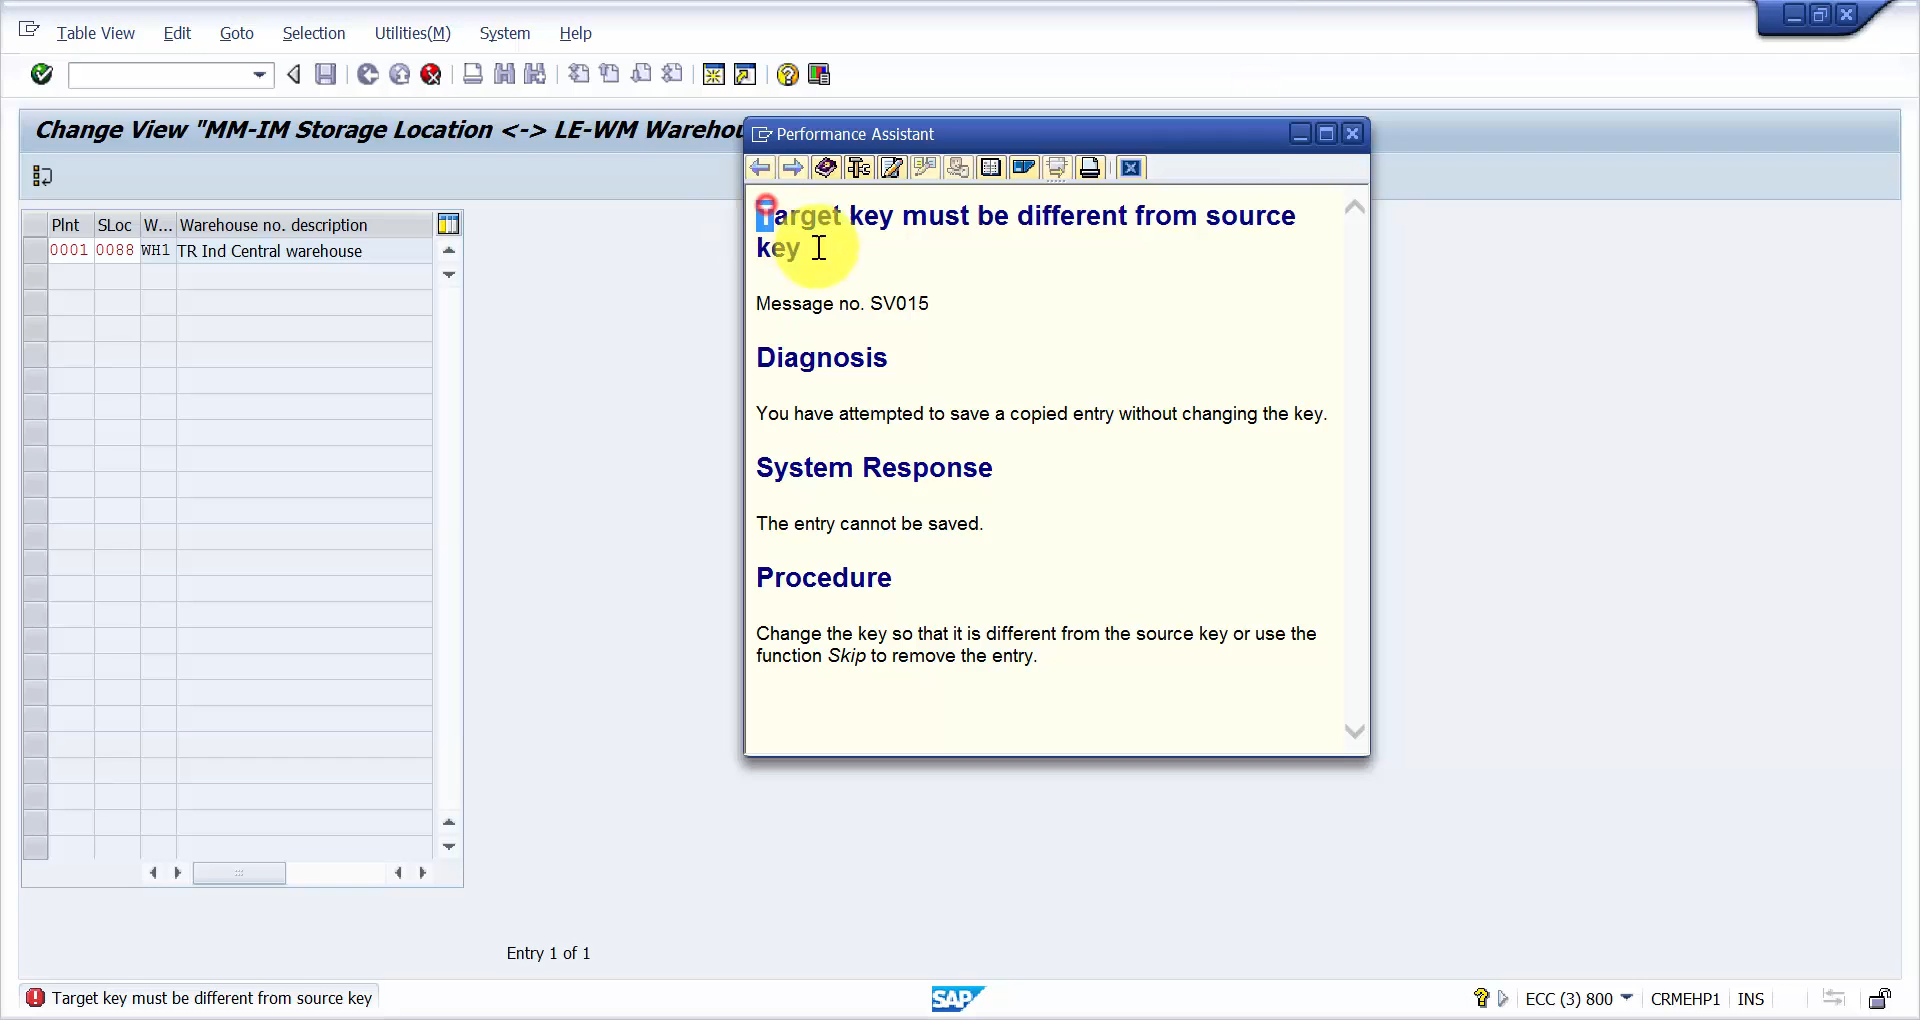 Table View Edit Goto Selection Utilities(M) System Help
Change View "MM-IM Storage Location <-> LE-WM Warehou
Performance Assistant
Plnt SLoc W... Warehouse no. description
0001 0088 WH1 TR Ind Central warehouse
Target key must be different from source
key
Message no. SV015
Diagnosis
You have attempted to save a copied entry without changing the key.
System Response
The entry cannot be saved.
Procedure
Change the key so that it is different from the source key or use the
function Skip to remove the entry.
Entry 1 of 1
Target key must be different from source key
SAP
ECC (3) 800 CRMEHP1 INS